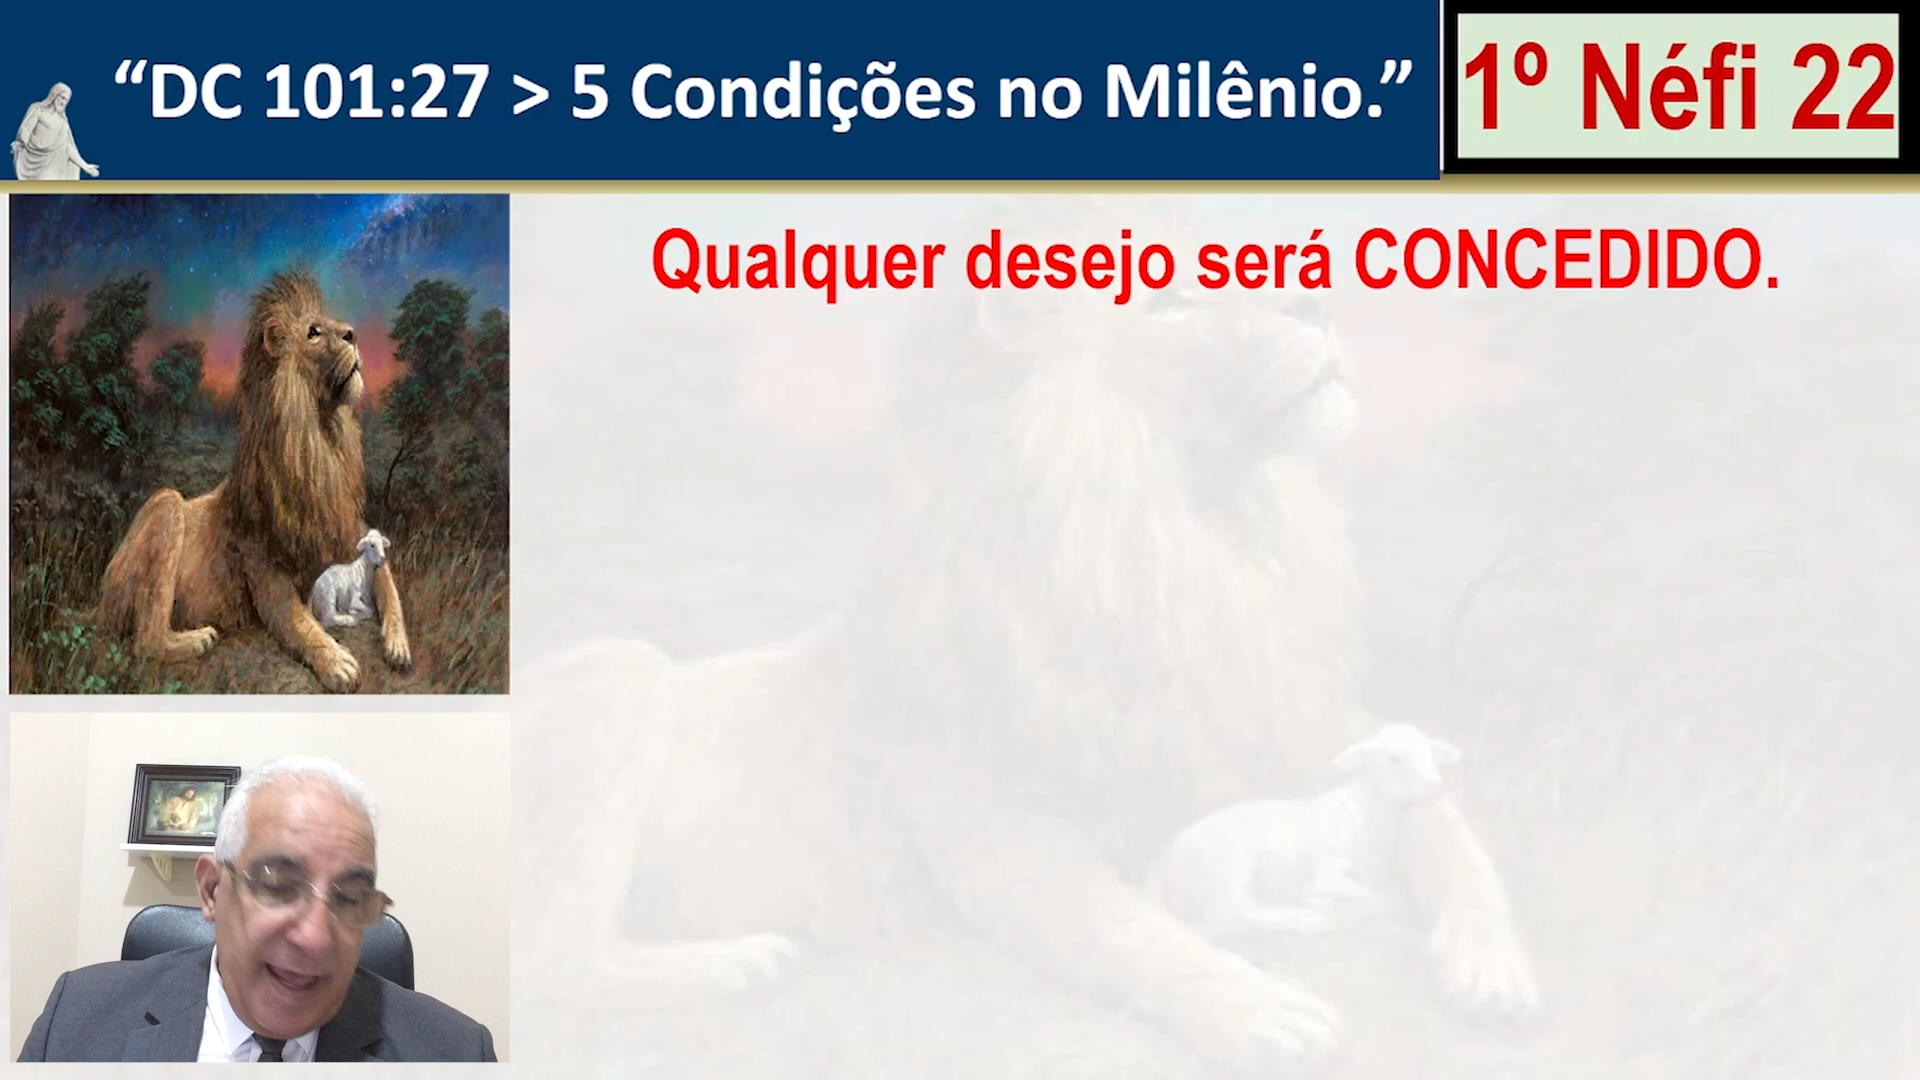 “DC 101:27 > 5 Condições no Milênio.”
1º Néfi 22
Qualquer desejo será CONCEDIDO.